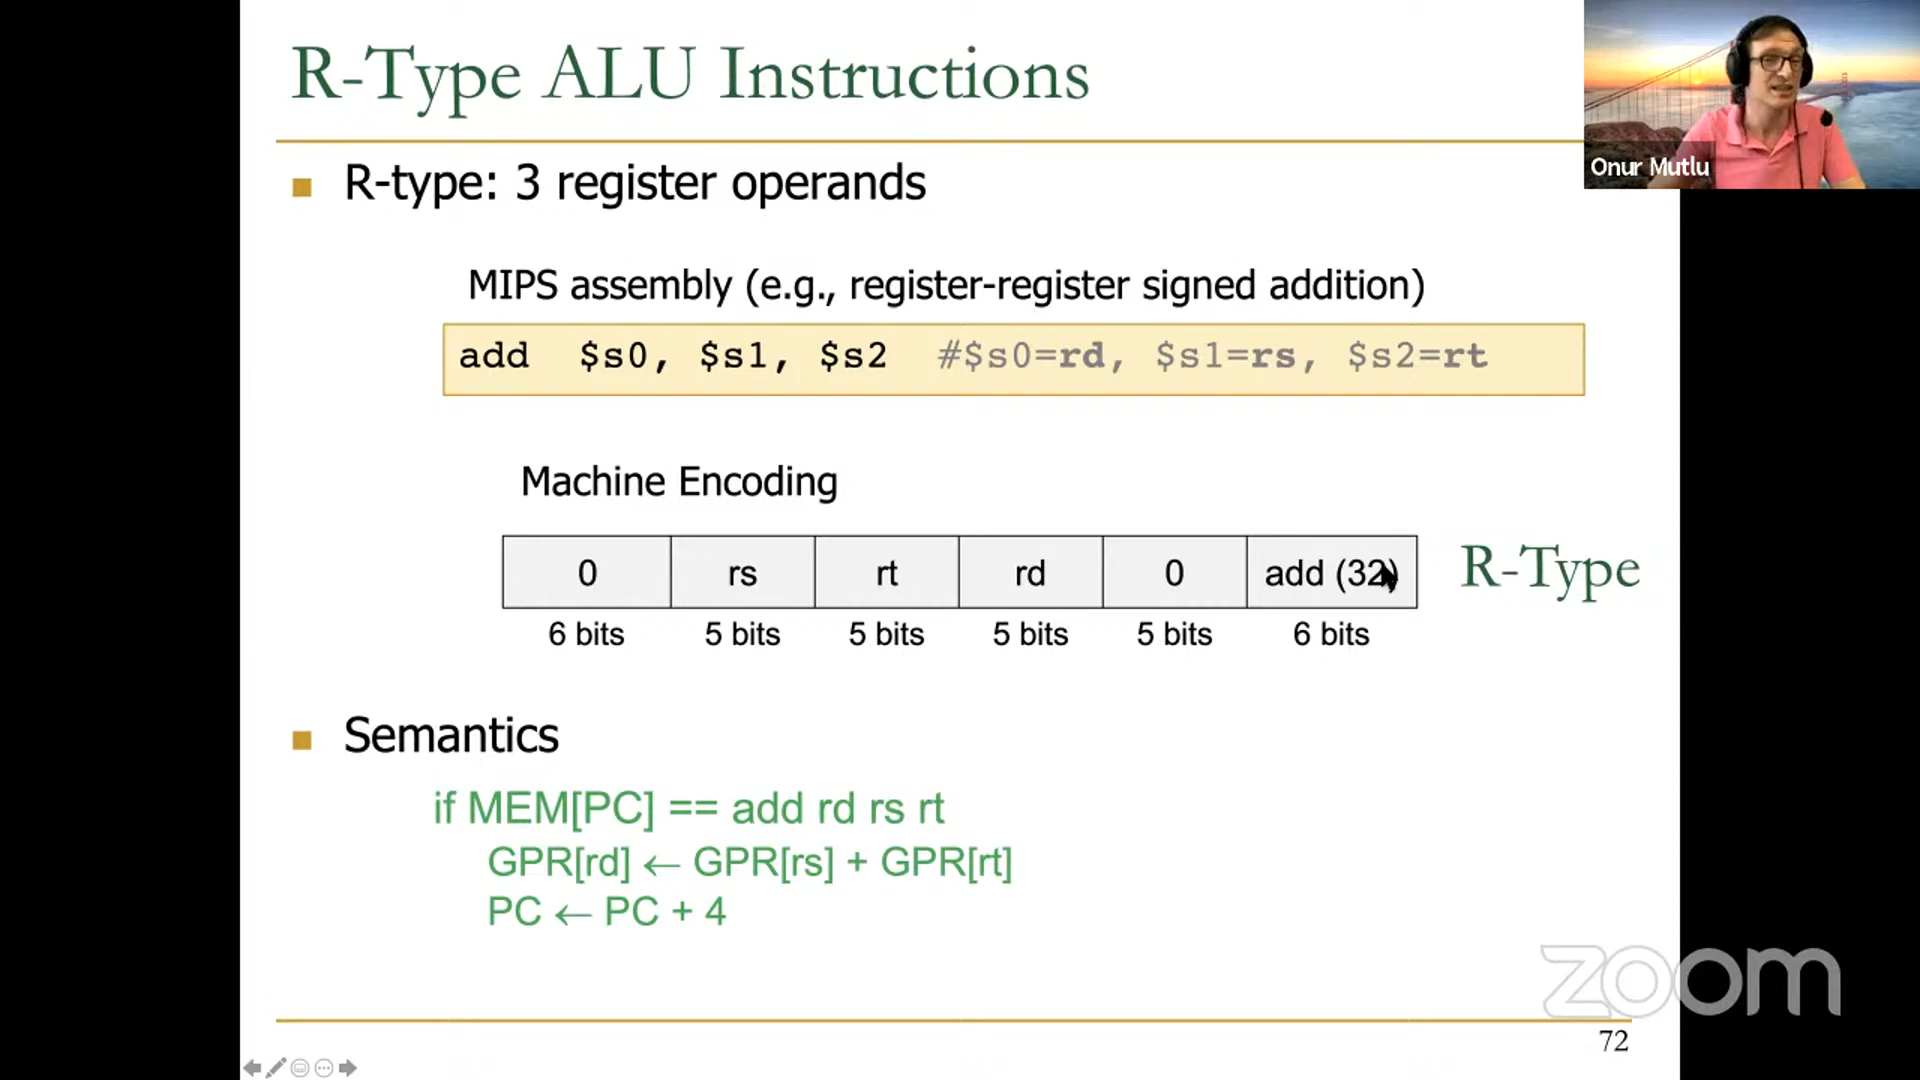 R-Type ALU Instructions
Onur Mutlu
R-type: 3 register operands
MIPS assembly (e.g., register-register signed addition)
add $s0, $s1, $s2 #$s0=rd, $s1=rs, $s2=rt
Machine Encoding
0 rs rt rd 0 add (32) R-Type
6 bits 5 bits 5 bits 5 bits 5 bits 6 bits
Semantics
if MEM[PC] == add rd rs rt
GPR[rd] ← GPR[rs] + GPR[rt]
PC ← PC + 4
zoom
72